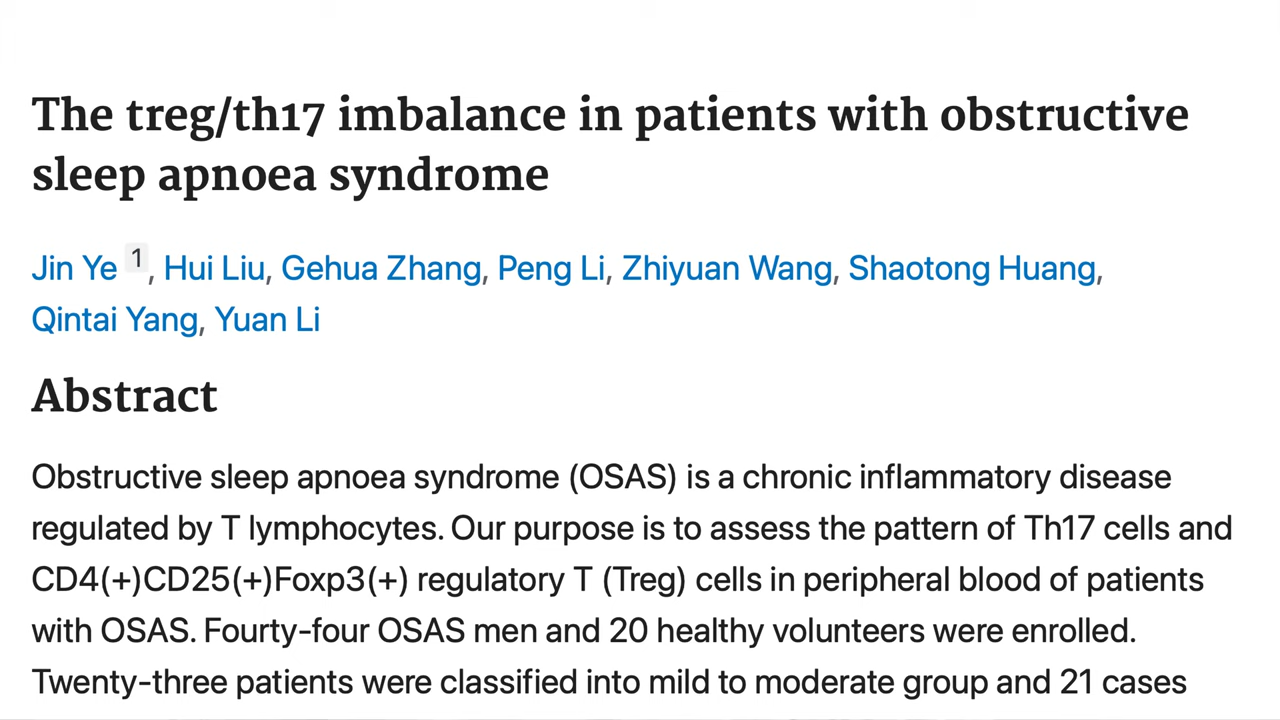 The treg/th17 imbalance in patients with obstructive
sleep apnoea syndrome
Jin Ye 1, Hui Liu, Gehua Zhang, Peng Li, Zhiyuan Wang, Shaotong Huang,
Qintai Yang, Yuan Li
Abstract
Obstructive sleep apnoea syndrome (OSAS) is a chronic inflammatory disease
regulated by T lymphocytes. Our purpose is to assess the pattern of Th17 cells and
CD4(+)CD25(+)Foxp3(+) regulatory T (Treg) cells in peripheral blood of patients
with OSAS. Fourty-four OSAS men and 20 healthy volunteers were enrolled.
Twenty-three patients were classified into mild to moderate group and 21 cases